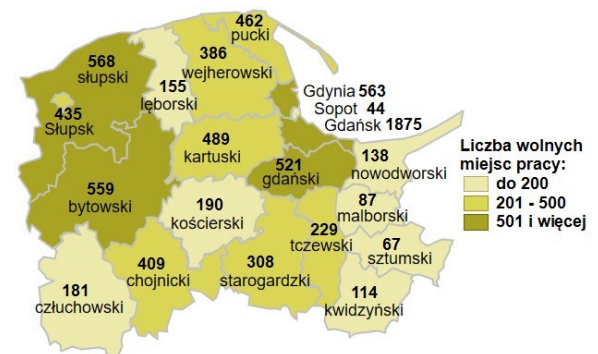 462
pucki
386
wejherowski
568
słupski
155
lęborski
Gdynia 563
Sopot 44
Gdańsk 1875
435
Słupsk
489
kartuski
521
gdański
138
nowodworski
Liczba wolnych
miejsc pracy:
do 200
201 - 500
501 i więcej
559
bytowski
190
kościerski
87
malborski
229
tczewski
67
sztumski
409
chojnicki
308
starogardzki
181
człuchowski
114
kwidzyński